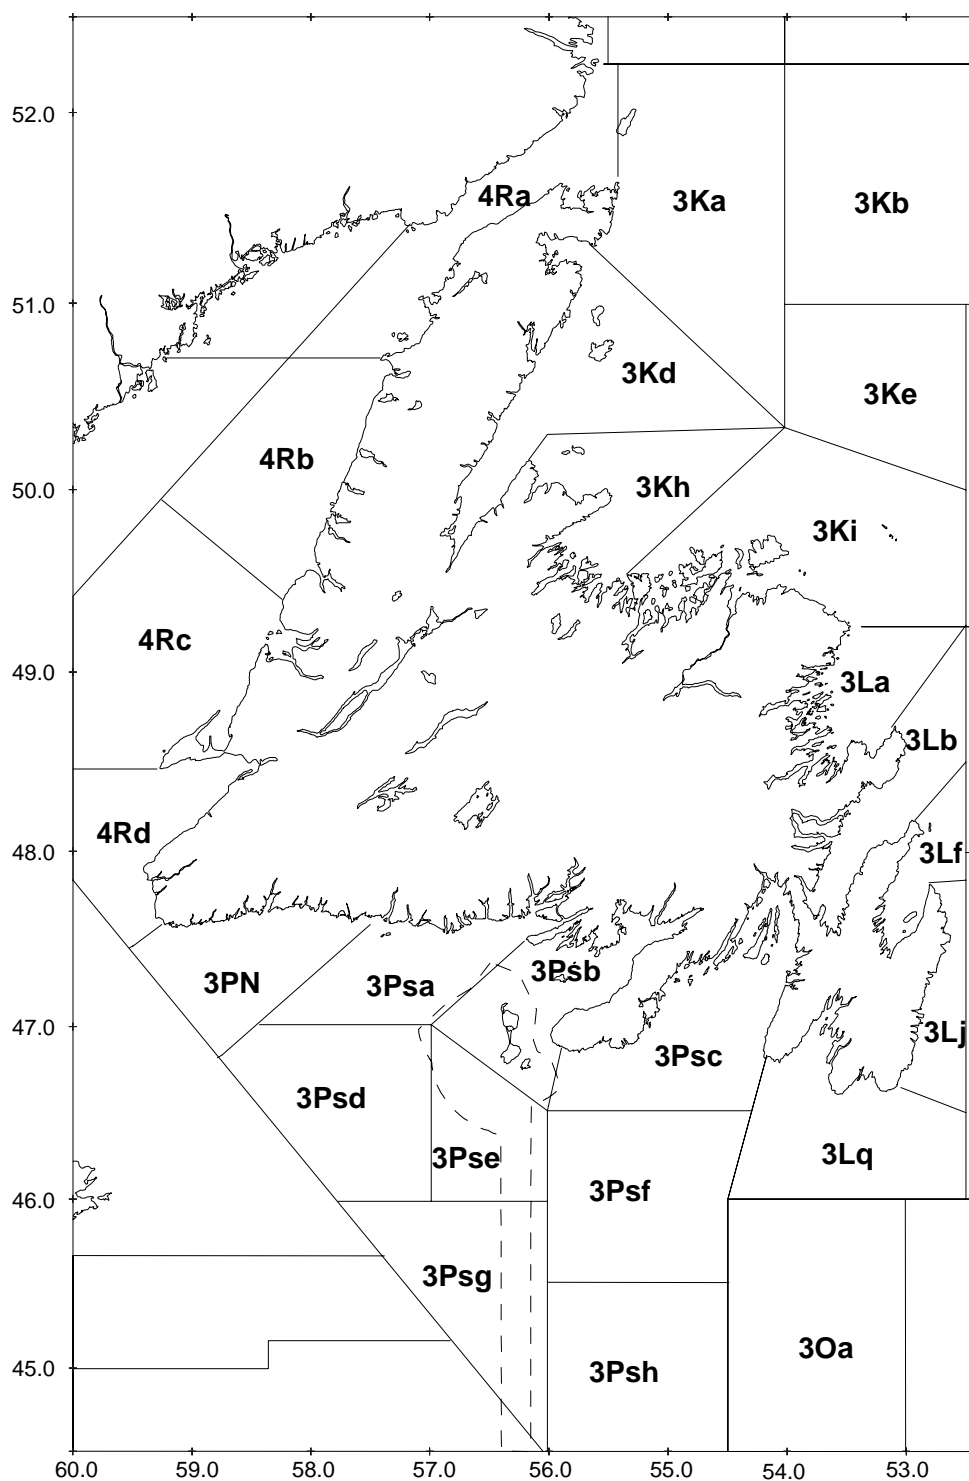 52.0
4Ra
3Ka
3Kb
51.0
3Kd
3Ke
4Rb
50.0
3Kh
3Ki
4Rc
49.0
3La
3Lb
4Rd
48.0
3Lf
3PN
3Psa
3Psb
47.0
3Psc
3Lj
3Psd
3Pse
3Lq
46.0
3Psf
3Psg
45.0
3Psh
3Oa
60.0 59.0 58.0 57.0 56.0 55.0 54.0 53.0